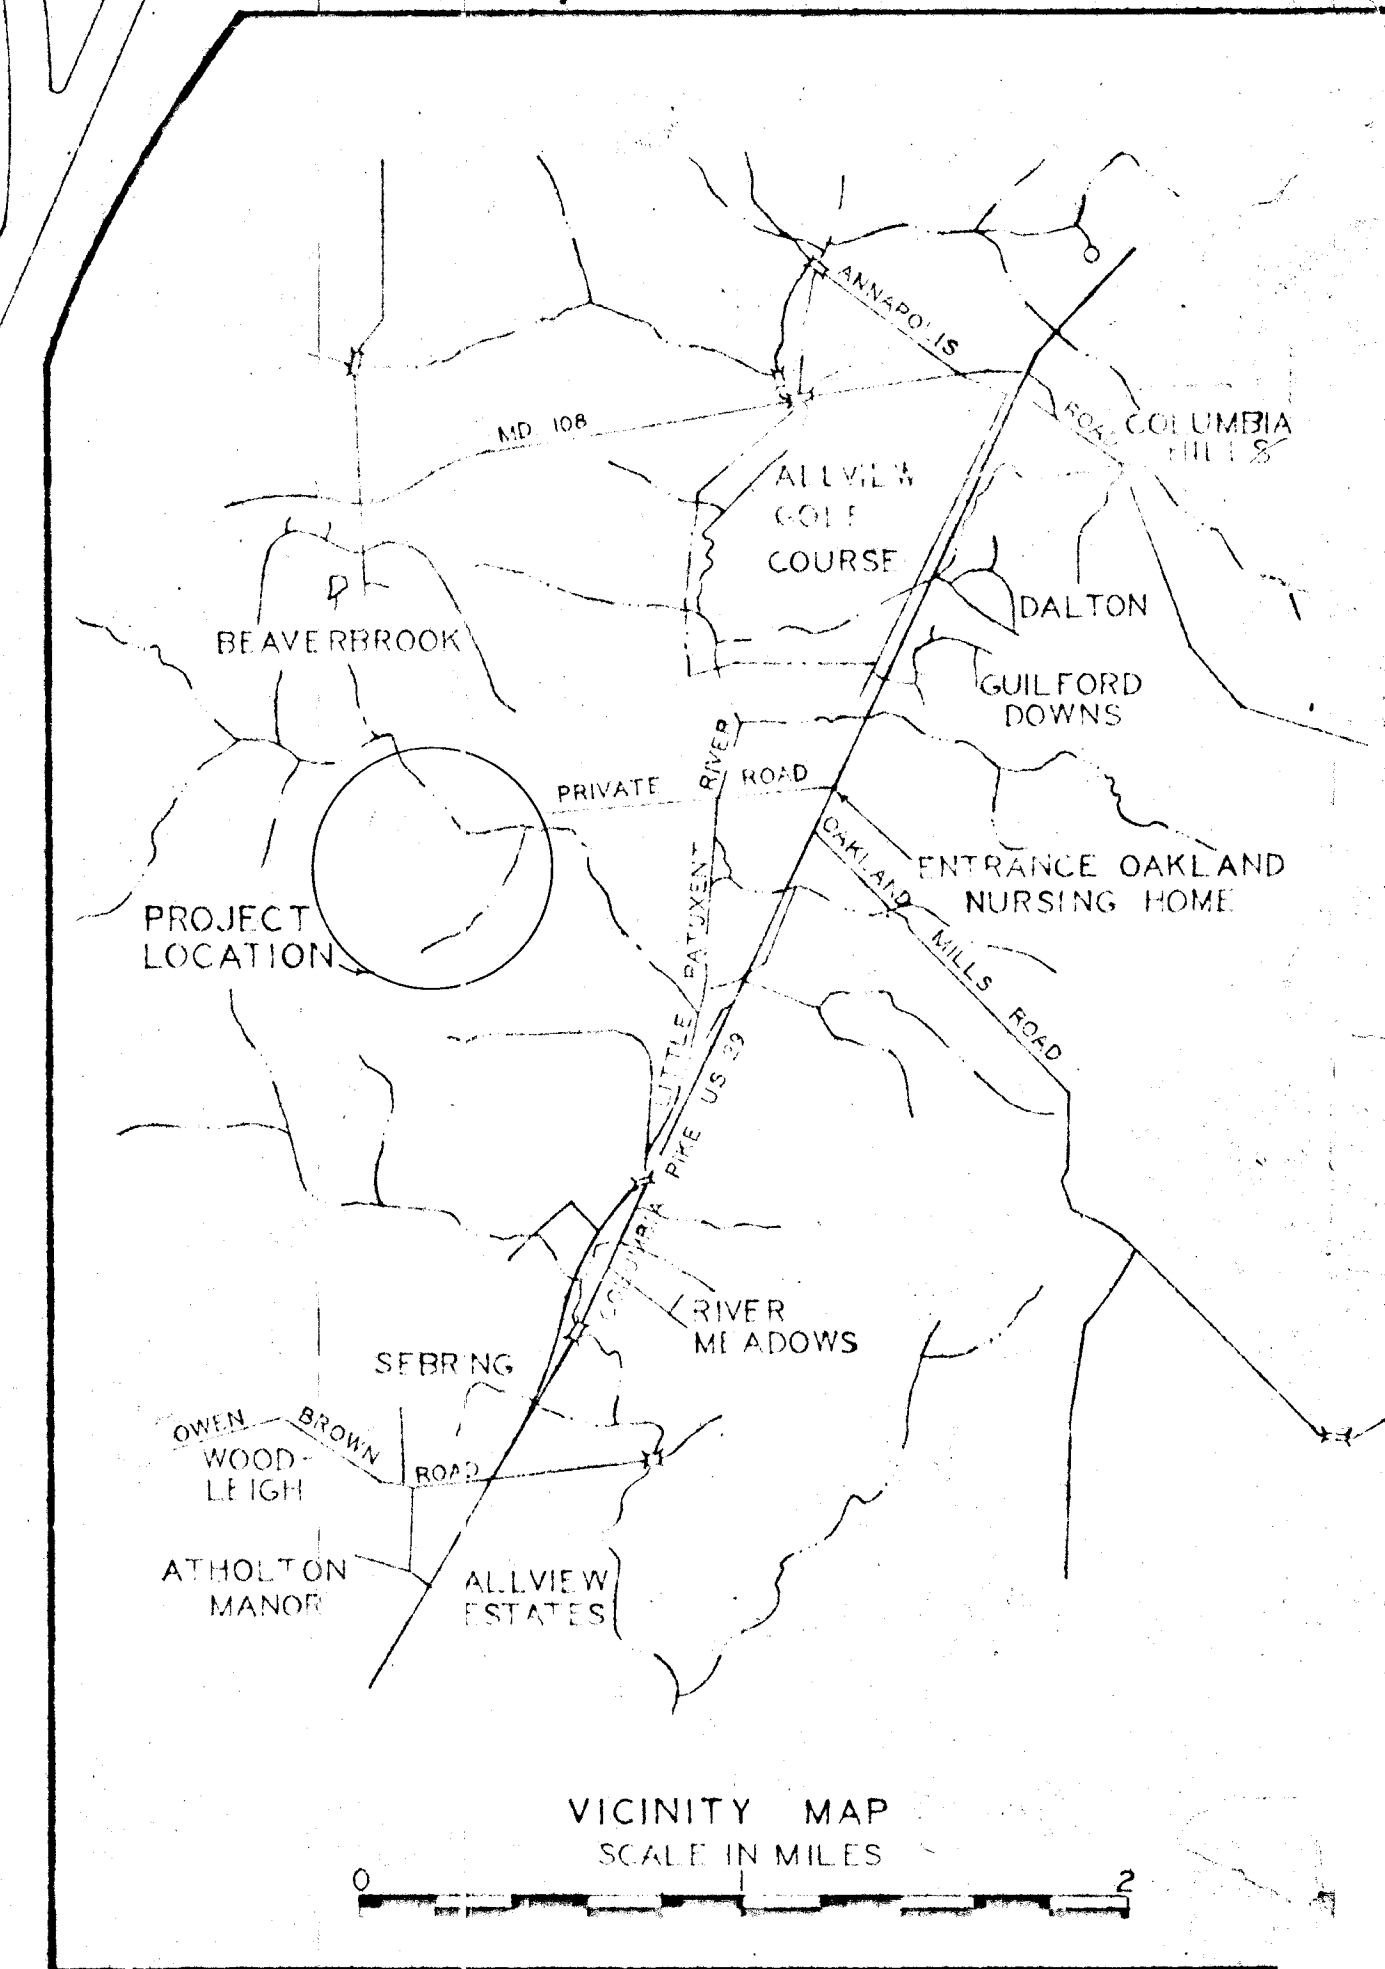 ANNAPOLIS
ROAD
MD. 108
COLUMBIA
HILLS
ALLVIEW
GOLF
COURSE
DALTON
BEAVERBROOK
GUILFORD
DOWNS
PRIVATE ROAD
LITTLE PATUXENT RIVER
OAKLAND MILLS ROAD
ENTRANCE OAKLAND
NURSING HOME
PROJECT
LOCATION
COLUMBIA PIKE US 29
RIVER
MEADOWS
SEBRING
OWEN BROWN ROAD
WOOD-
LEIGH
ATHOLTON
MANOR
ALLVIEW
ESTATES
VICINITY MAP
SCALE IN MILES
0 1 2